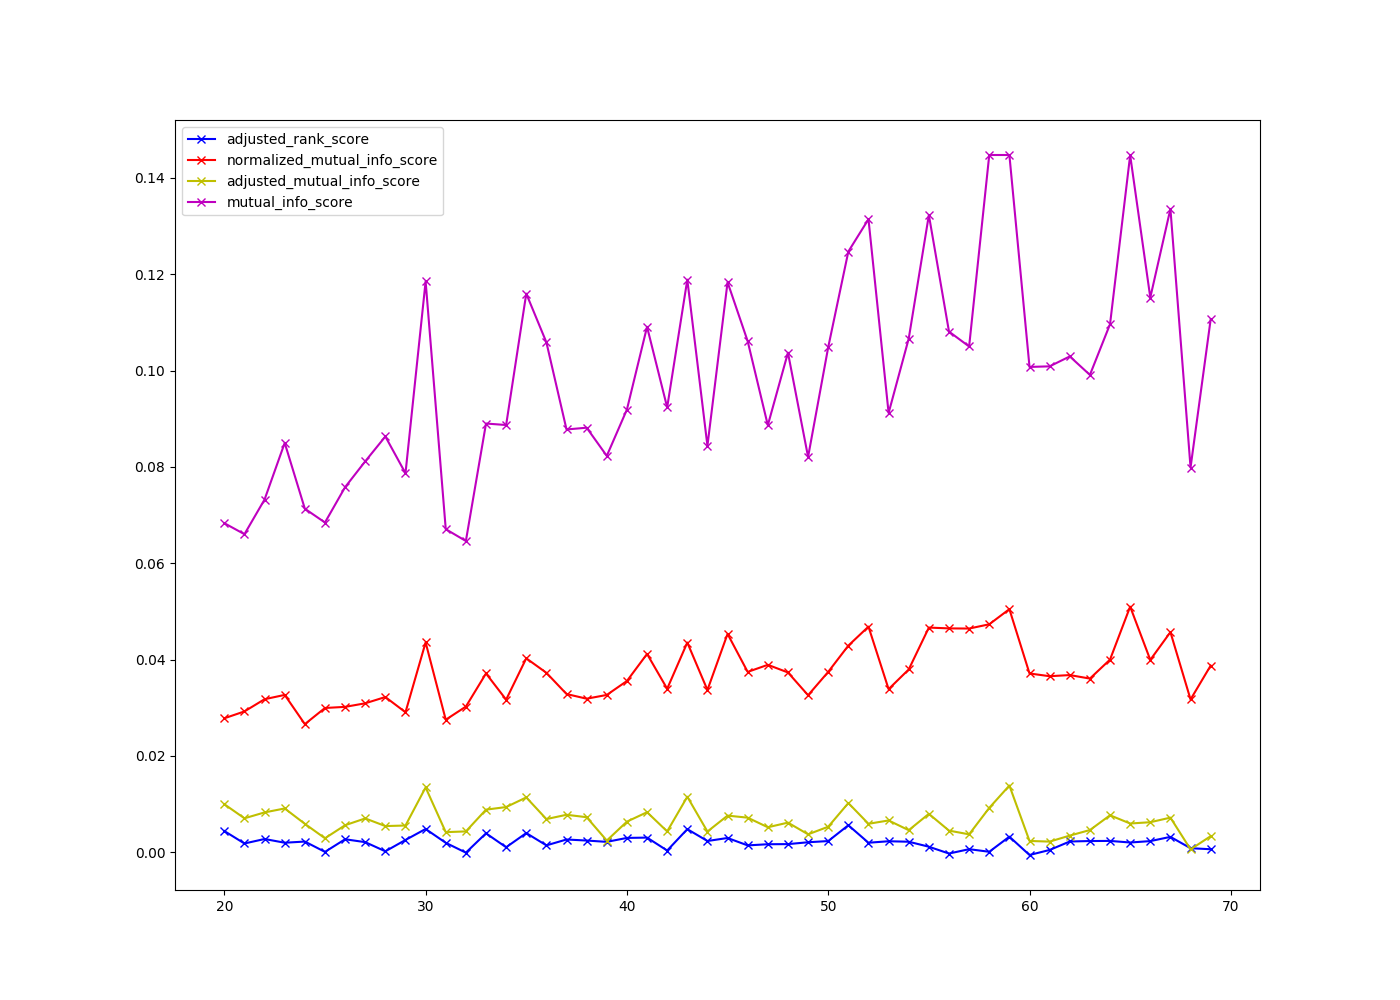 adjusted_rank_score
normalized_mutual_info_score
adjusted_mutual_info_score
mutual_info_score
0.14
0.12
0.10
0.08
0.06
0.04
0.02
0.00
20 30 40 50 60 70